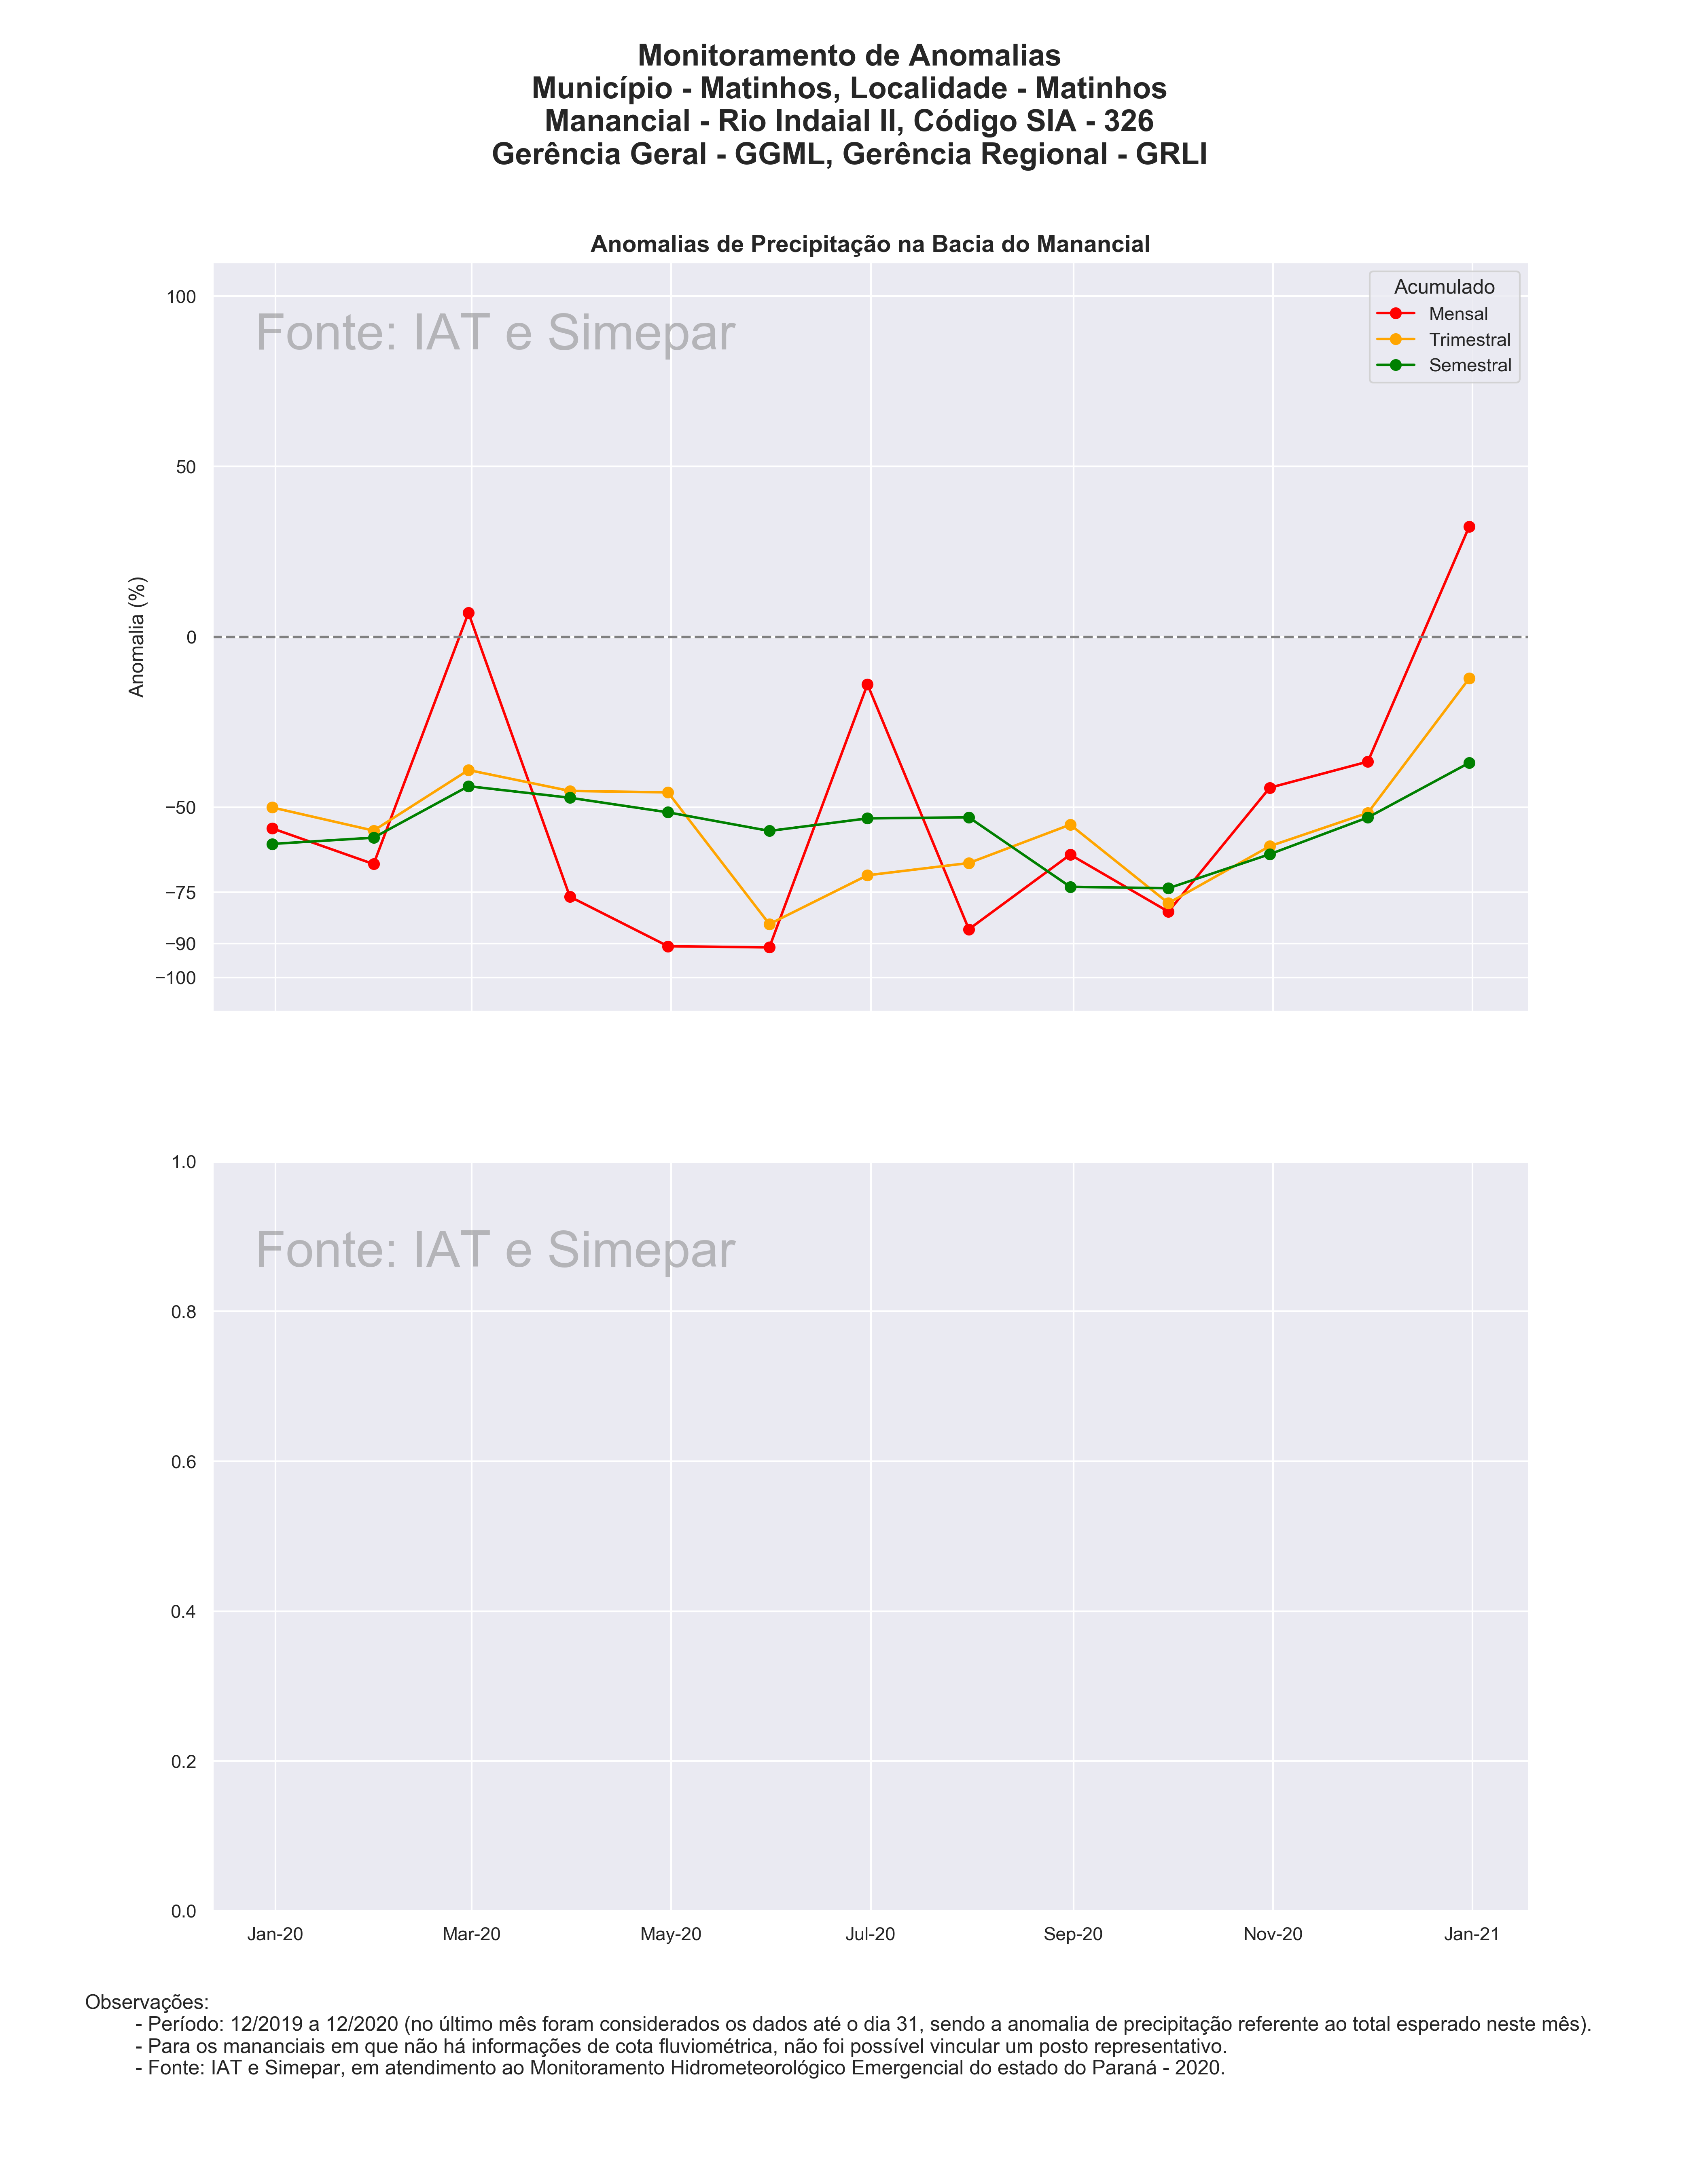 Monitoramento de Anomalias
Município - Matinhos, Localidade - Matinhos
Manancial - Rio Indaial II, Código SIA - 326
Gerência Geral - GGML, Gerência Regional - GRLI
Anomalias de Precipitação na Bacia do Manancial
Fonte: IAT e Simepar
Acumulado
Mensal
Trimestral
Semestral
Anomalia (%)
100
50
0
−50
−75
−90
−100
Fonte: IAT e Simepar
1.0
0.8
0.6
0.4
0.2
0.0
Jan-20 Mar-20 May-20 Jul-20 Sep-20 Nov-20 Jan-21
Observações:
- Período: 12/2019 a 12/2020 (no último mês foram considerados os dados até o dia 31, sendo a anomalia de precipitação referente ao total esperado neste mês).
- Para os mananciais em que não há informações de cota fluviométrica, não foi possível vincular um posto representativo.
- Fonte: IAT e Simepar, em atendimento ao Monitoramento Hidrometeorológico Emergencial do estado do Paraná - 2020.